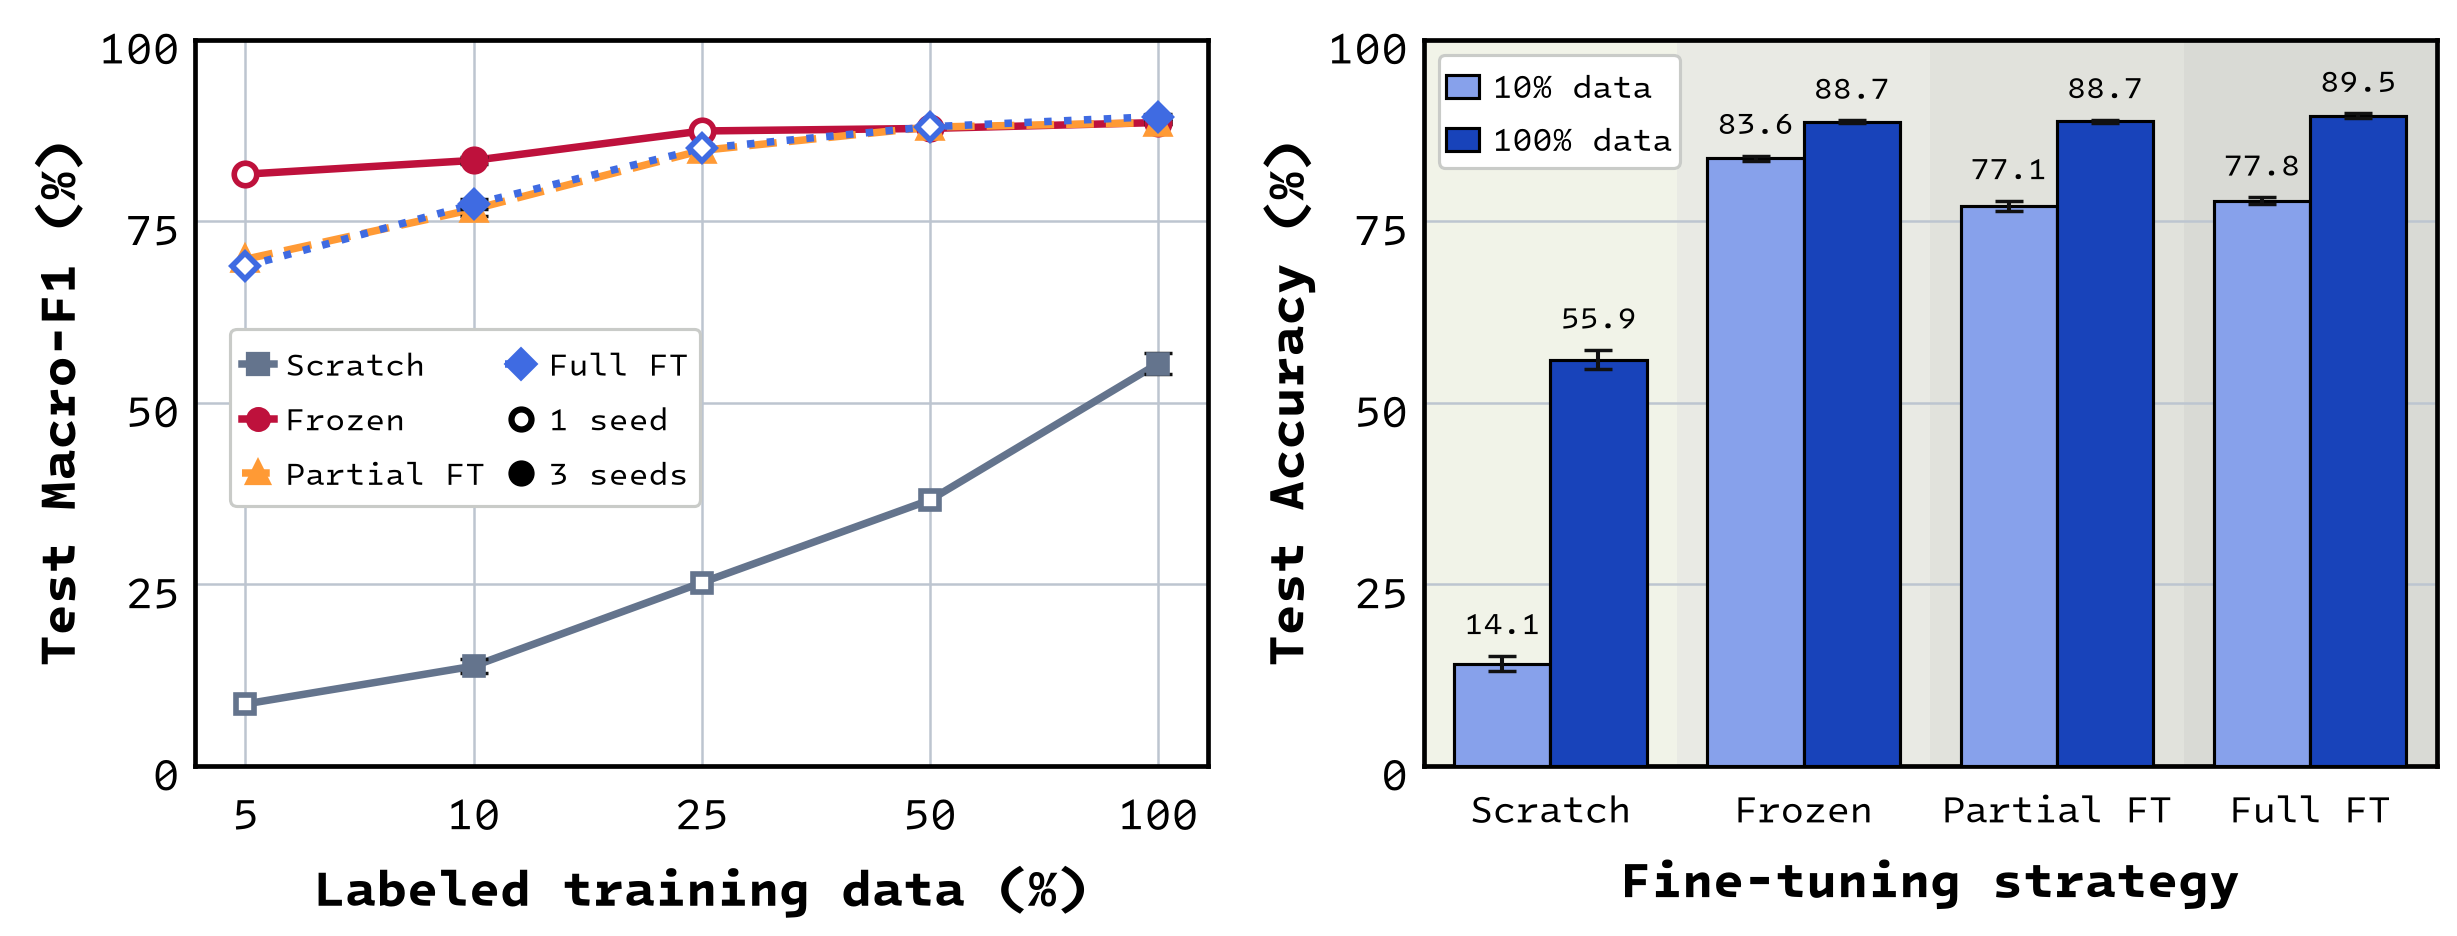 Test Macro-F1 (%)
100
75
50
25
0
Scratch
Frozen
Partial FT
Full FT
1 seed
3 seeds
5 10 25 50 100
Labeled training data (%)
Test Accuracy (%)
100
75
50
25
0
10% data
100% data
14.1
55.9
83.6
88.7
77.1
88.7
77.8
89.5
Scratch Frozen Partial FT Full FT
Fine-tuning strategy